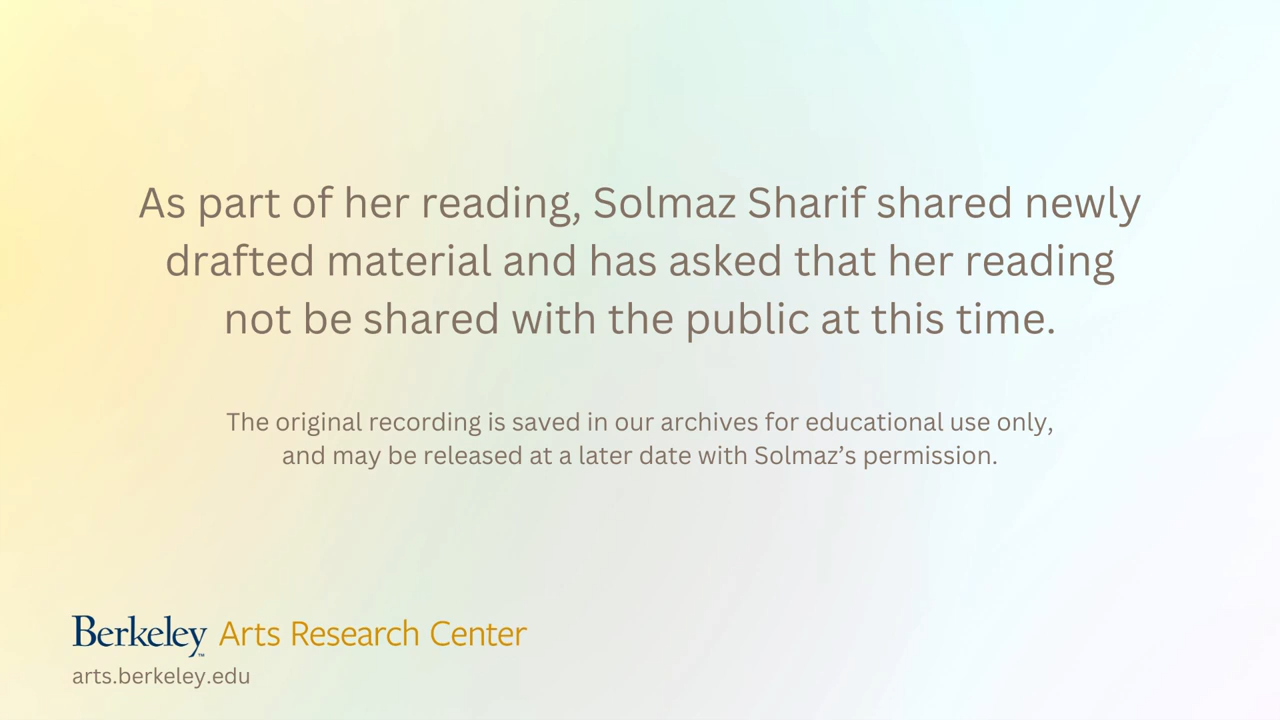 As part of her reading, Solmaz Sharif shared newly
drafted material and has asked that her reading
not be shared with the public at this time.
The original recording is saved in our archives for educational use only,
and may be released at a later date with Solmaz’s permission.
Berkeley™ Arts Research Center
arts.berkeley.edu